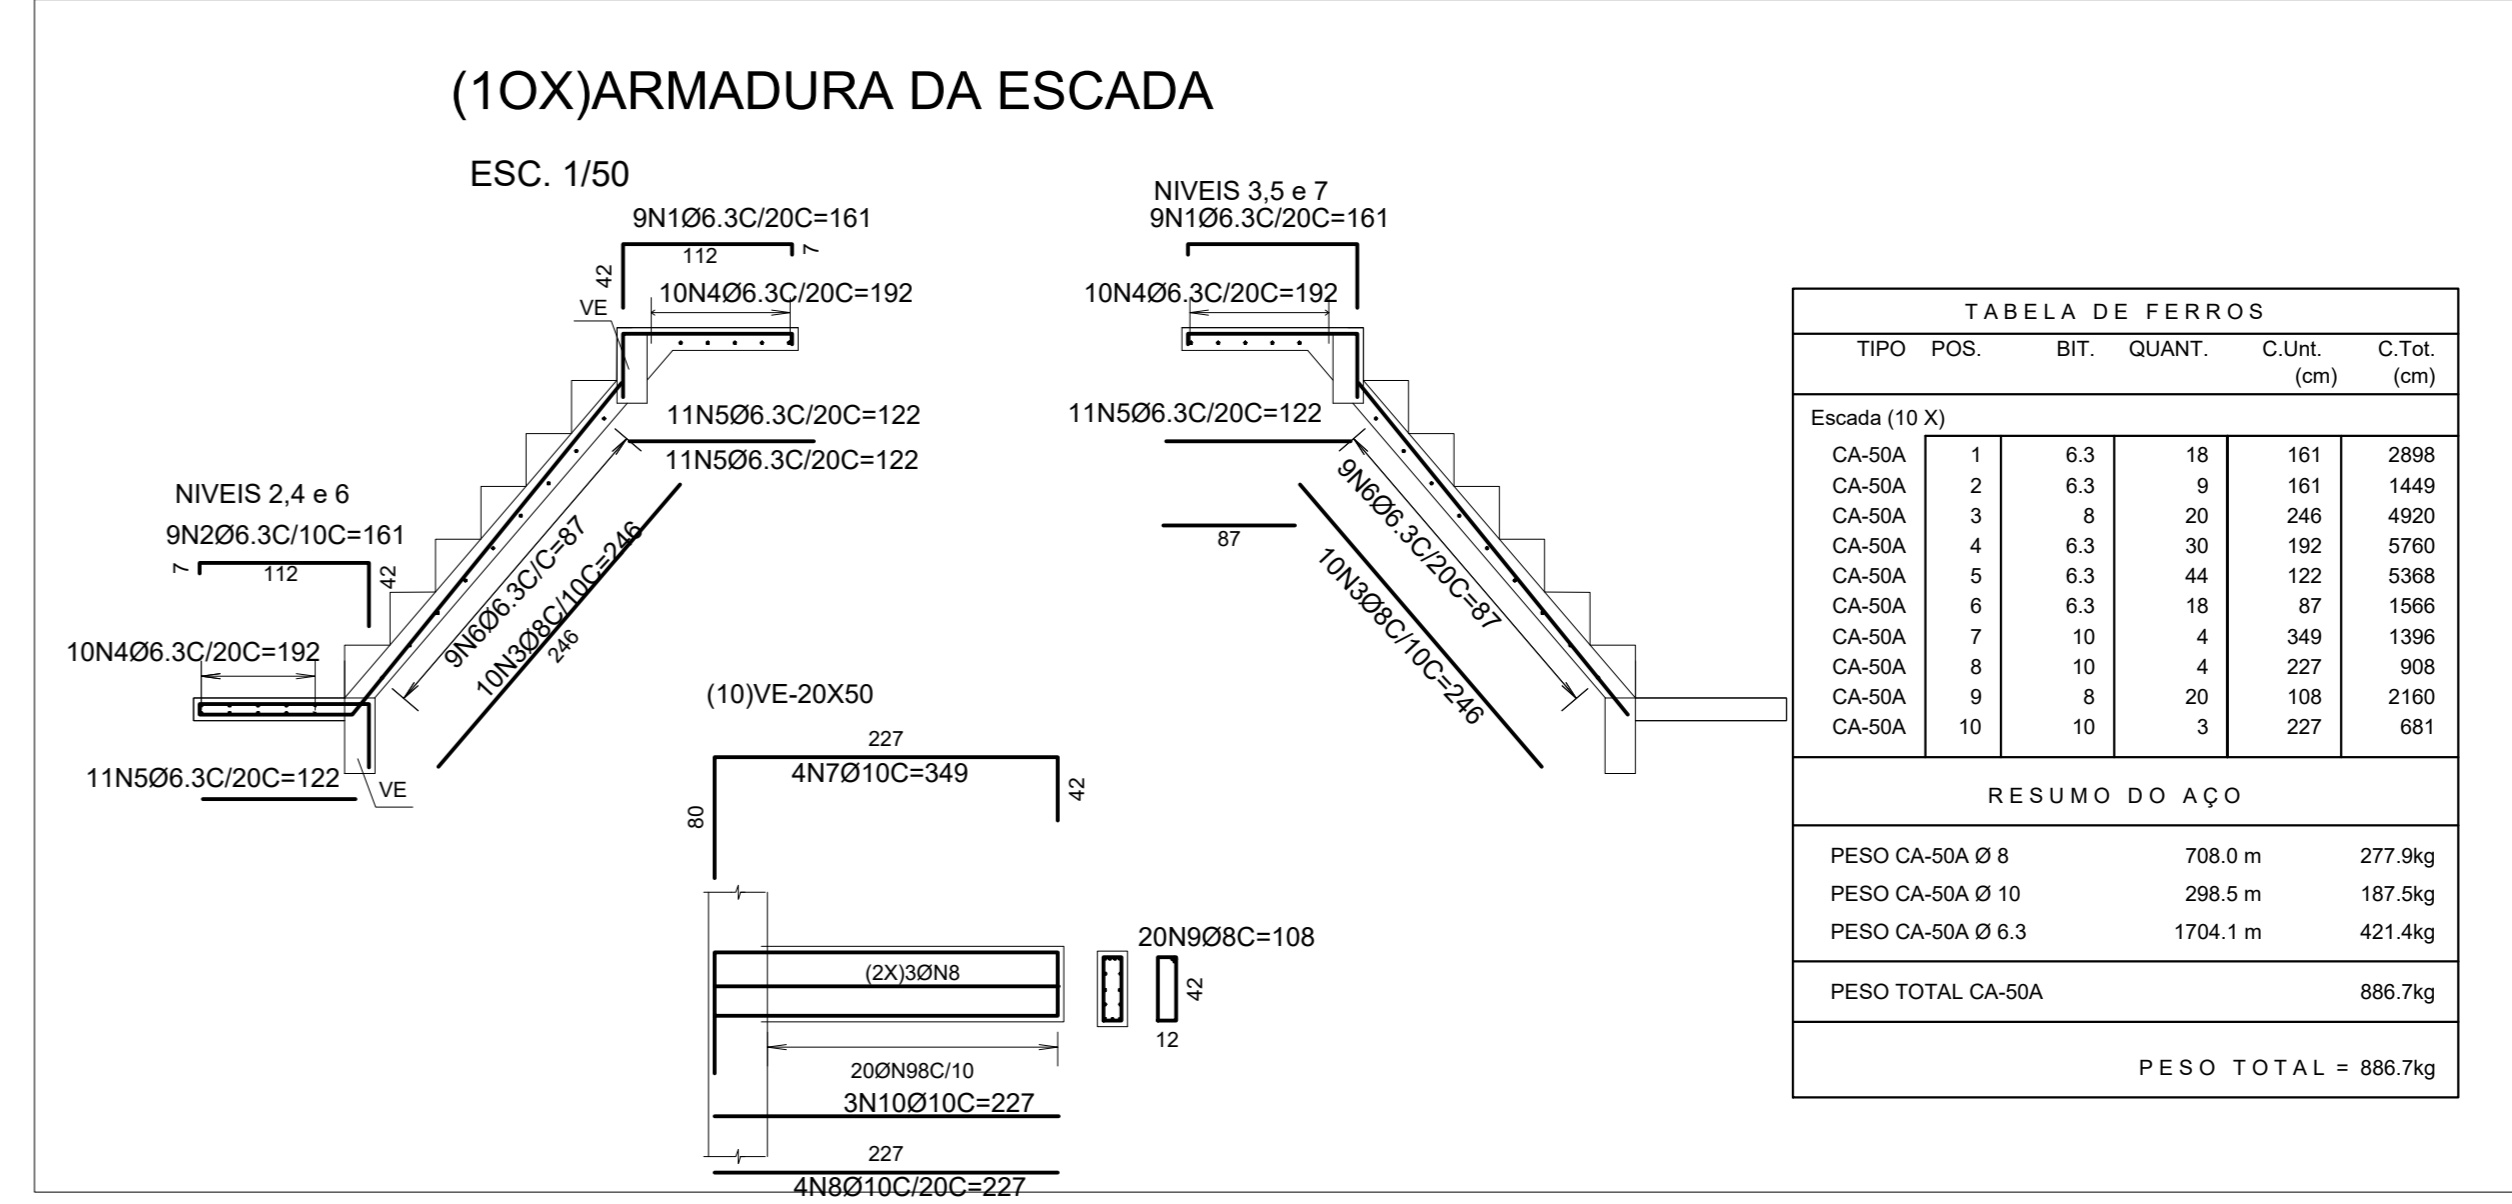 (1OX)ARMADURA DA ESCADA
ESC. 1/50
9N1Ø6.3C/20C=161
112
7
42
10N4Ø6.3C/20C=192
VE
11N5Ø6.3C/20C=122
11N5Ø6.3C/20C=122
NIVEIS 2,4 e 6
9N2Ø6.3C/10C=161
7
112
42
9N6Ø6.3C/C=87
10N3Ø8C/10C=246
246
10N4Ø6.3C/20C=192
11N5Ø6.3C/20C=122
VE
NIVEIS 3,5 e 7
9N1Ø6.3C/20C=161
10N4Ø6.3C/20C=192
11N5Ø6.3C/20C=122
87
9N6Ø6.3C/20C=87
10N3Ø8C/10C=246
(10)VE-20X50
227
4N7Ø10C=349
80
42
(2X)3ØN8
20N9Ø8C=108
42
12
20ØN98C/10
3N10Ø10C=227
227
4N8Ø10C/20C=227
TABELA DE FERROS
TIPO POS. BIT. QUANT. C.Unt. C.Tot.
(cm) (cm)
Escada (10 X)
CA-50A 1 6.3 18 161 2898
CA-50A 2 6.3 9 161 1449
CA-50A 3 8 20 246 4920
CA-50A 4 6.3 30 192 5760
CA-50A 5 6.3 44 122 5368
CA-50A 6 6.3 18 87 1566
CA-50A 7 10 4 349 1396
CA-50A 8 10 4 227 908
CA-50A 9 8 20 108 2160
CA-50A 10 10 3 227 681
RESUMO DO AÇO
PESO CA-50A Ø 8 708.0 m 277.9kg
PESO CA-50A Ø 10 298.5 m 187.5kg
PESO CA-50A Ø 6.3 1704.1 m 421.4kg
PESO TOTAL CA-50A 886.7kg
PESO TOTAL = 886.7kg